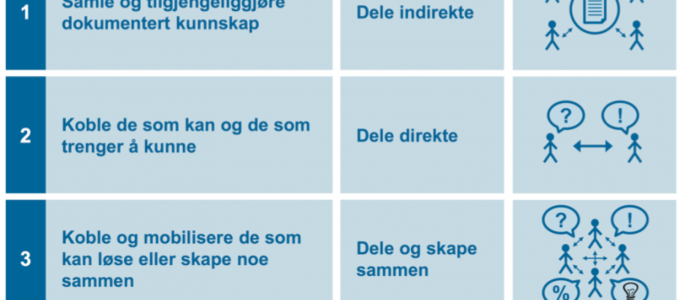 1
Samle og tilgjengeliggjøre
dokumentert kunnskap
Dele indirekte
2
Koble de som kan og de som
trenger å kunne
Dele direkte
?
!
3
Koble og mobilisere de som
kan løse eller skape noe
sammen
Dele og skape
sammen
?
!
%